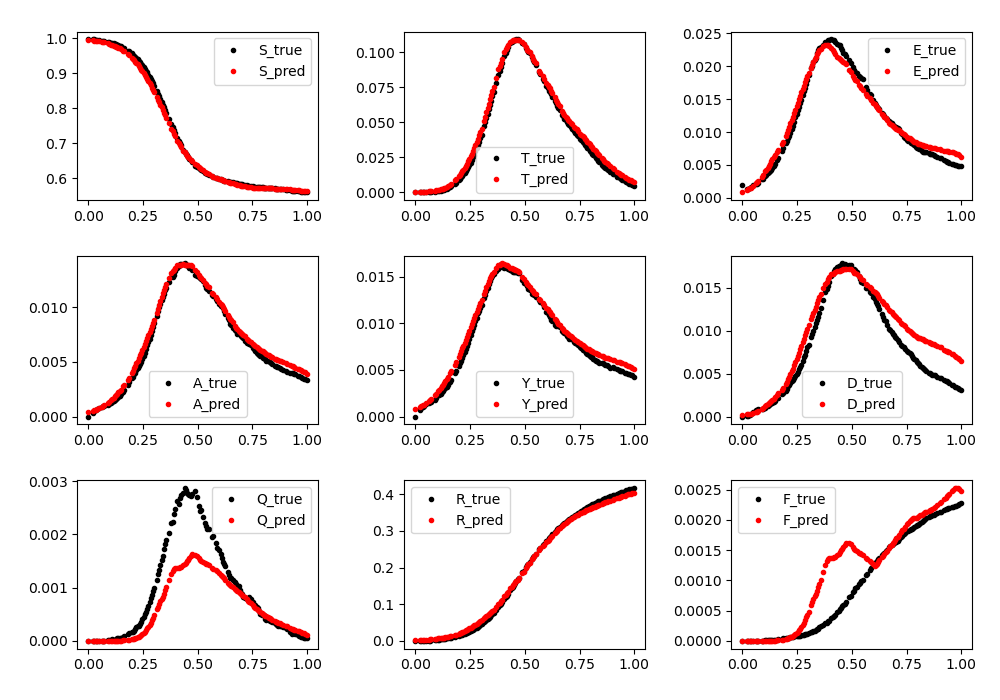 1.0
0.9
0.8
0.7
0.6
0.00 0.25 0.50 0.75 1.00
S_true
S_pred
0.100
0.075
0.050
0.025
0.000
0.00 0.25 0.50 0.75 1.00
T_true
T_pred
0.025
0.020
0.015
0.010
0.005
0.000
0.00 0.25 0.50 0.75 1.00
E_true
E_pred
0.010
0.005
0.000
0.00 0.25 0.50 0.75 1.00
A_true
A_pred
0.015
0.010
0.005
0.000
0.00 0.25 0.50 0.75 1.00
Y_true
Y_pred
0.015
0.010
0.005
0.000
0.00 0.25 0.50 0.75 1.00
D_true
D_pred
0.003
0.002
0.001
0.000
0.00 0.25 0.50 0.75 1.00
Q_true
Q_pred
0.4
0.3
0.2
0.1
0.0
0.00 0.25 0.50 0.75 1.00
R_true
R_pred
0.0025
0.0020
0.0015
0.0010
0.0005
0.0000
0.00 0.25 0.50 0.75 1.00
F_true
F_pred